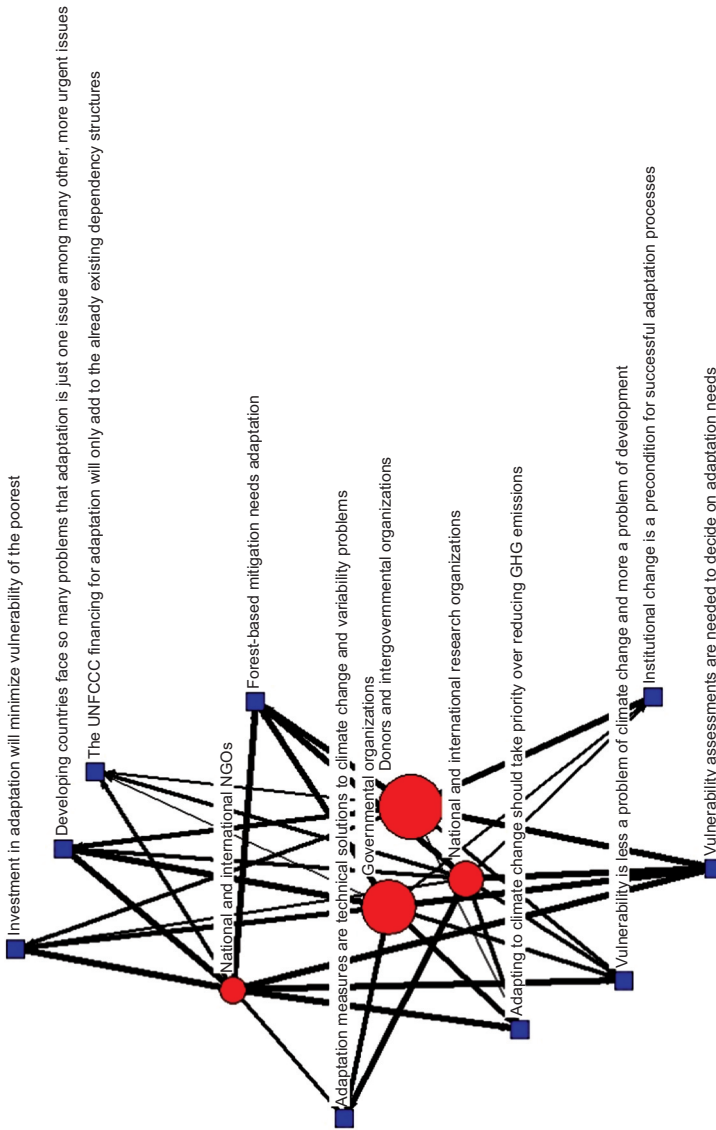 Investment in adaptation will minimize vulnerability of the poorest
Developing countries face so many problems that adaptation is just one issue among many other, more urgent issues
The UNFCCC financing for adaptation will only add to the already existing dependency structures
National and international NGOs
Forest-based mitigation needs adaptation
Adaptation measures are technical solutions to climate change and variability problems
Governmental organizations
Donors and intergovernmental organizations
National and international research organizations
Adapting to climate change should take priority over reducing GHG emissions
Vulnerability is less a problem of climate change and more a problem of development
Institutional change is a precondition for successful adaptation processes
Vulnerability assessments are needed to decide on adaptation needs